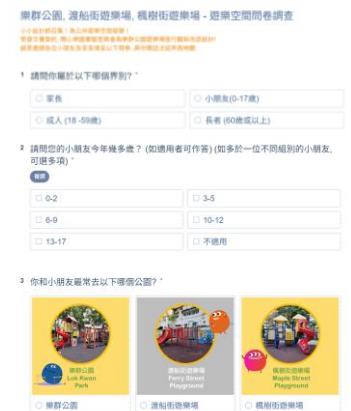 樂群公園, 渡船街遊樂場, 楓樹街遊樂場 - 遊樂空間問卷調查
1 請問你屬於以下哪個界別? *
家長
小朋友(0-17歲)
成人 (18 -59歲)
長者 (60歲或以上)
2 請問您的小朋友今年幾多歲? (如適用者可作答) (如多於一位不同組別的小朋友,
可選多項) *
複選
0-2
3-5
6-9
10-12
13-17
不適用
3 你和小朋友最常去以下哪個公園? *
樂群公園
Lok Kwan
Park
渡船街遊樂場
Ferry Street
Playground
楓樹街遊樂場
Maple Street
Playground
樂群公園
渡船街遊樂場
楓樹街遊樂場